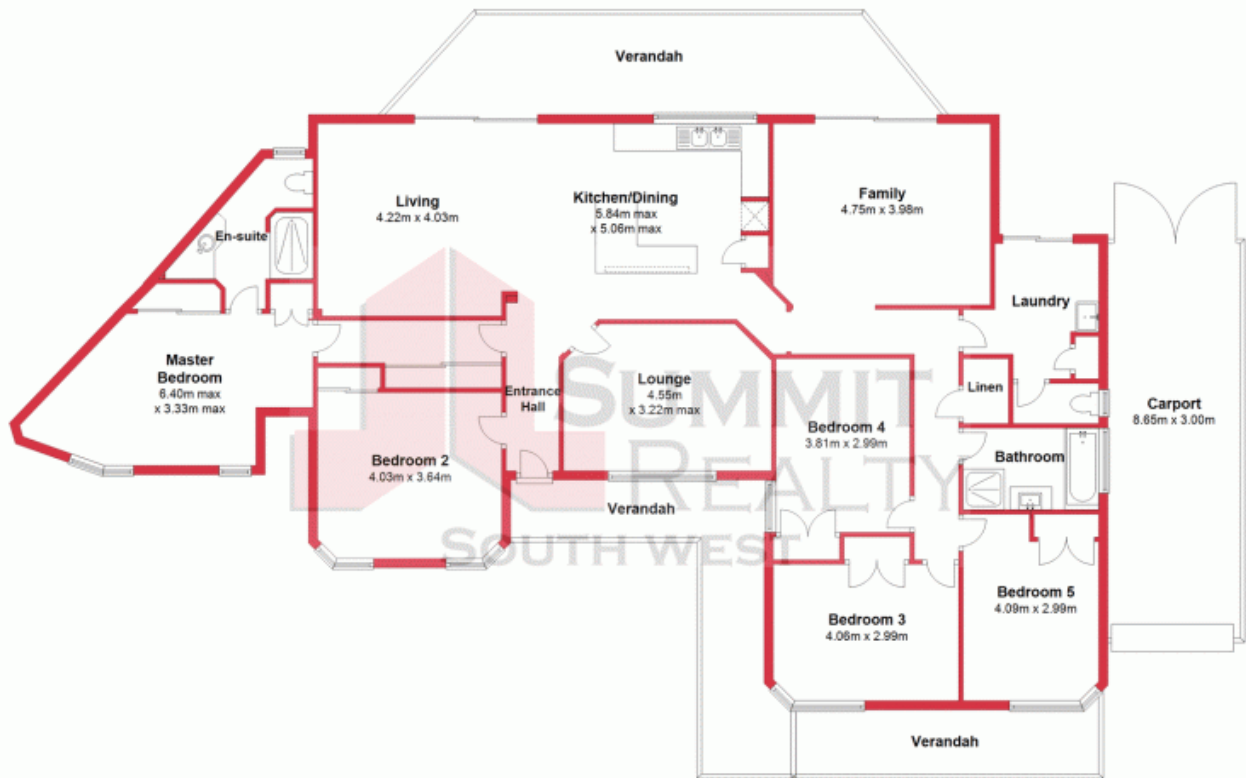 Verandah
Living
4.22m x 4.03m
Kitchen/Dining
5.84m max
x 5.06m max
Family
4.75m x 3.98m
En-suite
Laundry
Master
Bedroom
6.40m max
x 3.33m max
Entrance
Hall
Lounge
4.55m
x 3.22m max
Linen
Carport
8.65m x 3.00m
Bedroom 4
3.81m x 2.99m
Bathroom
Bedroom 2
4.03m x 3.64m
Verandah
SUMMIT
REALTY
SOUTH WEST
Bedroom 3
4.06m x 2.99m
Bedroom 5
4.09m x 2.99m
Verandah